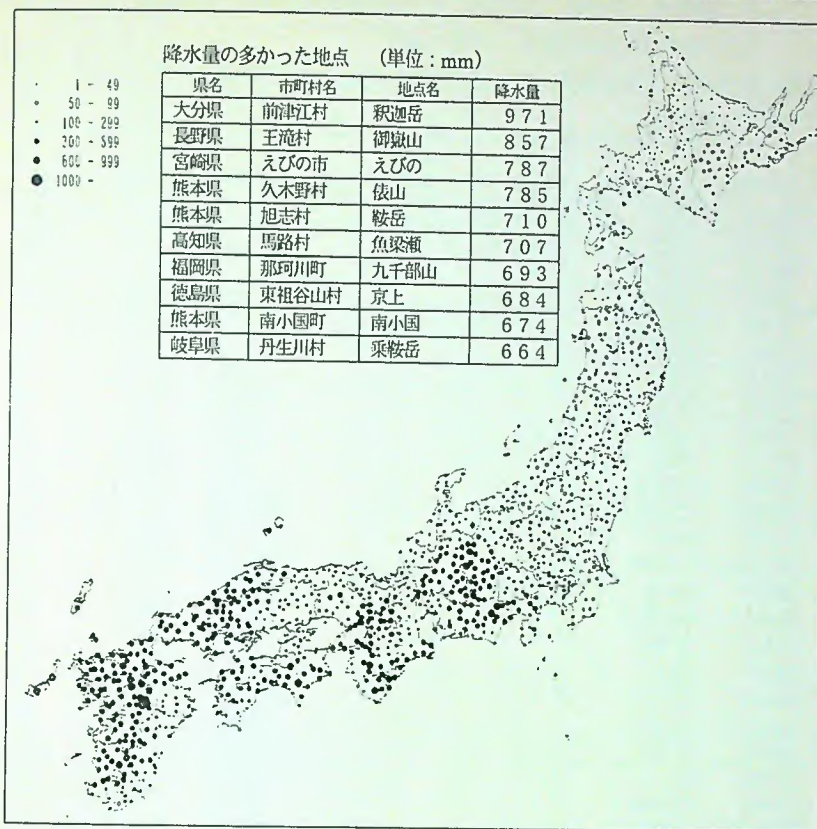 降水量の多かった地点 (単位：mm)
県名 市町村名 地点名 降水量
大分県 前津江村 釈迦岳 971
長野県 王滝村 御嶽山 857
宮崎県 えびの市 えびの 787
熊本県 久木野村 俵山 785
熊本県 旭志村 鞍岳 710
高知県 馬路村 魚梁瀬 707
福岡県 那珂川町 九千部山 693
徳島県 東祖谷山村 京上 684
熊本県 南小国町 南小国 674
岐阜県 丹生川村 乗鞍岳 664
1 - 49
50 - 99
100 - 299
300 - 599
600 - 999
1000 -